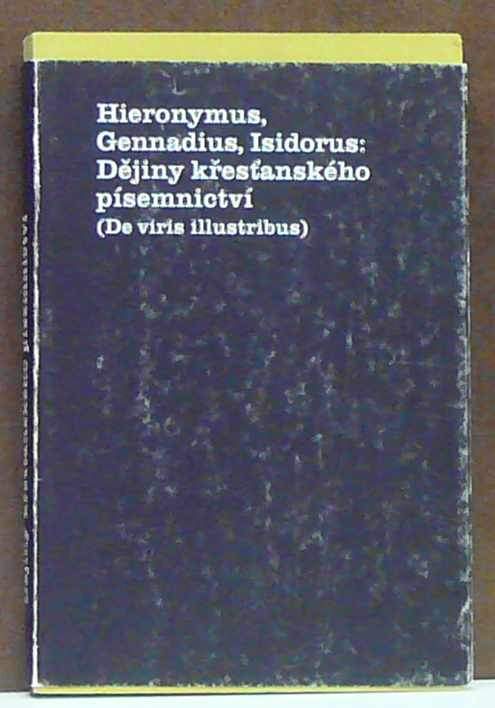 Hieronymus,
Gennadius, Isidorus:
Dějiny křesťanského
písemnictví
(De viris illustribus)